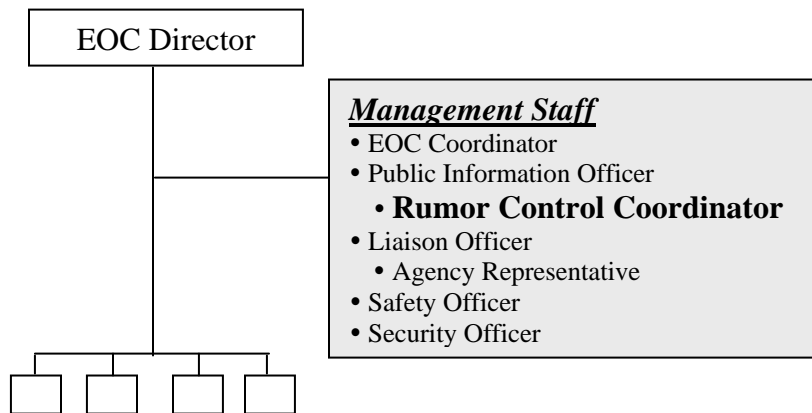 EOC Director
Management Staff
• EOC Coordinator
• Public Information Officer
• Rumor Control Coordinator
• Liaison Officer
• Agency Representative
• Safety Officer
• Security Officer